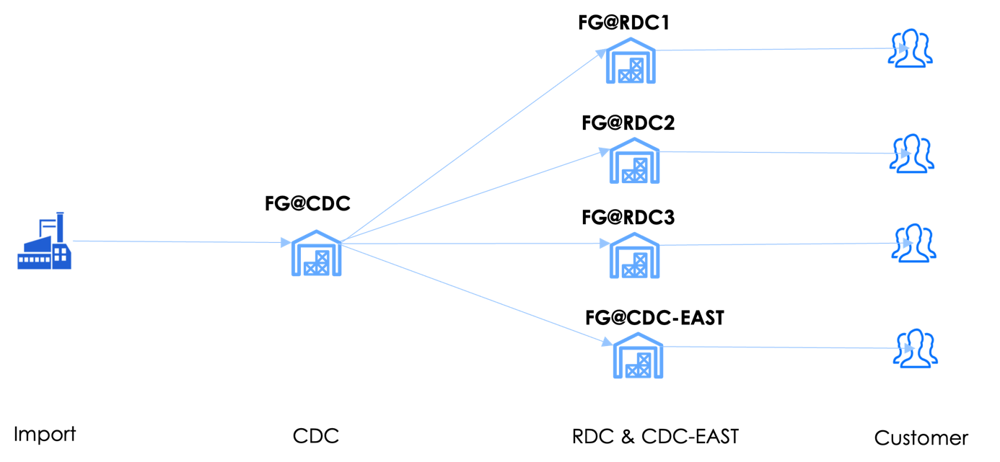 FG@RDC1
FG@RDC2
FG@CDC
FG@RDC3
FG@CDC-EAST
Import
CDC
RDC & CDC-EAST
Customer